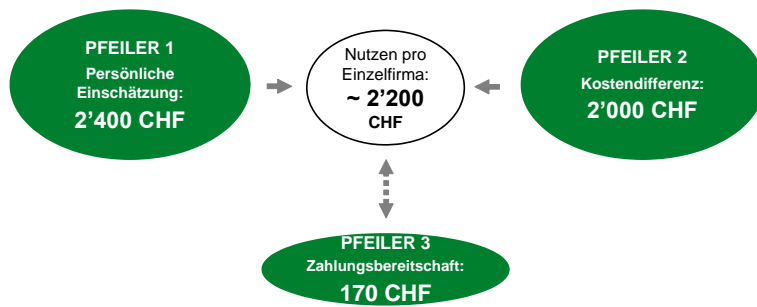 PFEILER 1
Persönliche
Einschätzung:
2'400 CHF
Nutzen pro
Einzelfirma:
~ 2'200
CHF
PFEILER 2
Kostendifferenz:
2'000 CHF
PFEILER 3
Zahlungsbereitschaft:
170 CHF